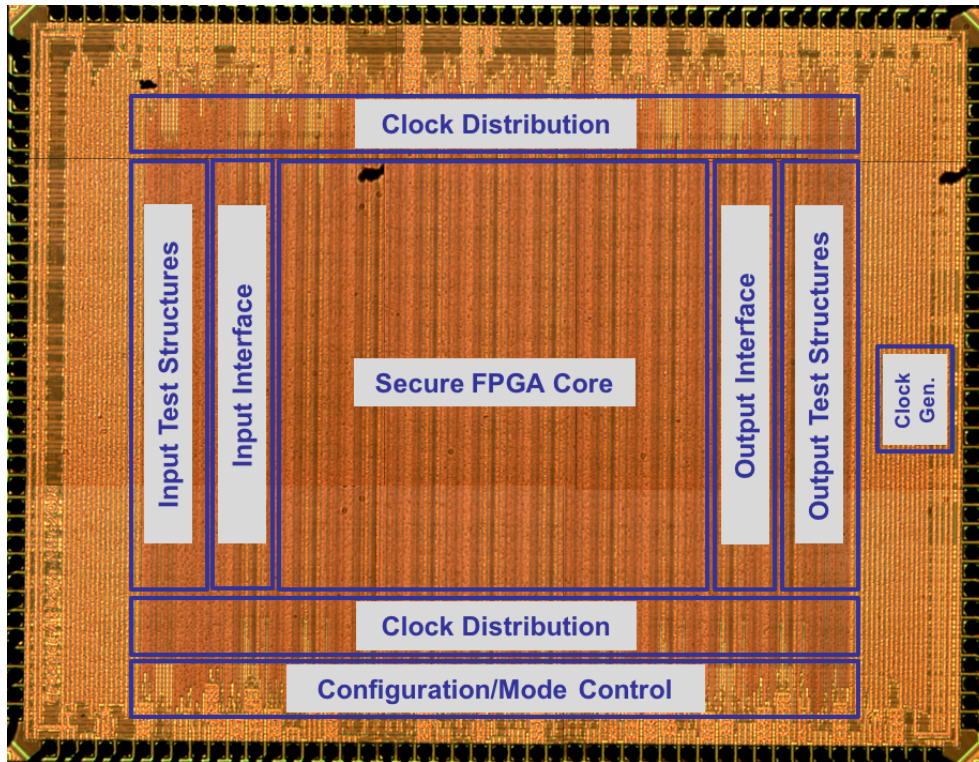 Clock Distribution
Input Test Structures
Input Interface
Secure FPGA Core
Output Interface
Output Test Structures
Clock
Gen.
Clock Distribution
Configuration/Mode Control